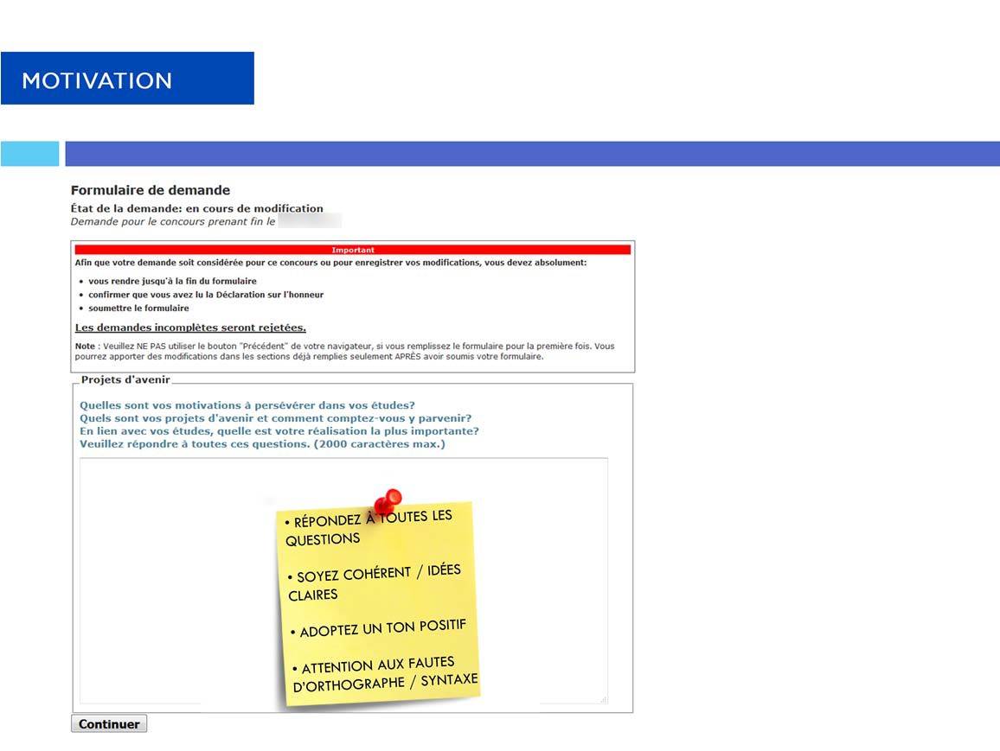 MOTIVATION
Formulaire de demande
État de la demande: en cours de modification
Demande pour le concours prenant fin le
Important
Afin que votre demande soit considérée pour ce concours ou pour enregistrer vos modifications, vous devez absolument:
• vous rendre jusqu'à la fin du formulaire
• confirmer que vous avez lu la Déclaration sur l'honneur
• soumettre le formulaire
Les demandes incomplètes seront rejetées.
Note : Veuillez NE PAS utiliser le bouton "Précédent" de votre navigateur, si vous remplissez le formulaire pour la première fois. Vous
pourrez apporter des modifications dans les sections déjà remplies seulement APRÈS avoir soumis votre formulaire.
Projets d'avenir
Quelles sont vos motivations à persévérer dans vos études?
Quels sont vos projets d'avenir et comment comptez-vous y parvenir?
En lien avec vos études, quelle est votre réalisation la plus importante?
Veuillez répondre à toutes ces questions. (2000 caractères max.)
• RÉPONDEZ À TOUTES LES
QUESTIONS
• SOYEZ COHÉRENT / IDÉES
CLAIRES
• ADOPTEZ UN TON POSITIF
• ATTENTION AUX FAUTES
D'ORTHOGRAPHE / SYNTAXE
Continuer